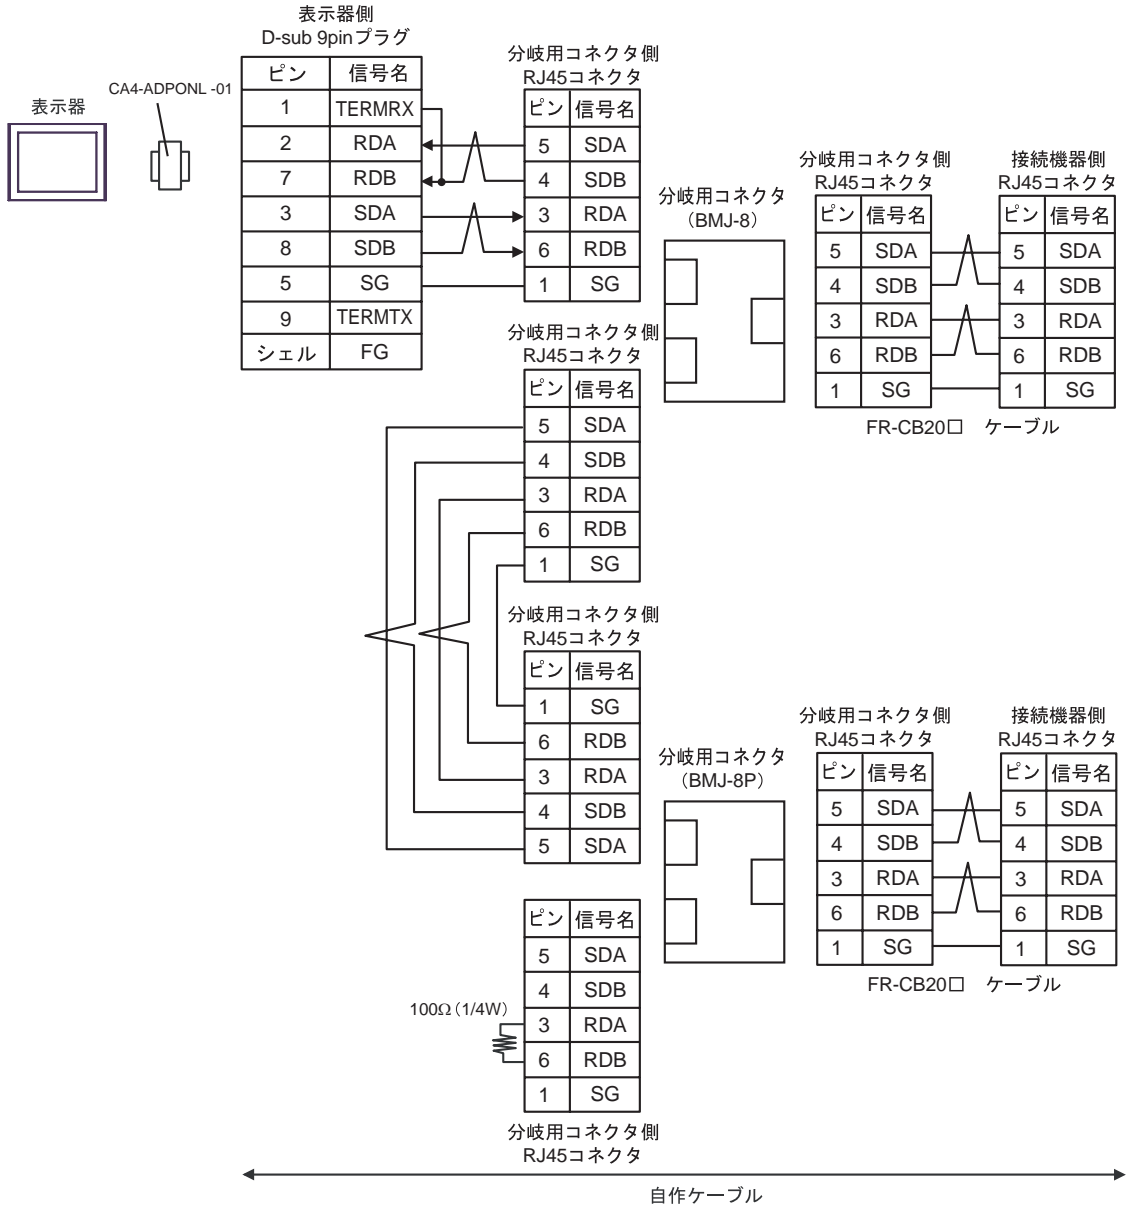 表示器側
D-sub 9pinプラグ
ピン 信号名
1 TERMRX
2 RDA
7 RDB
3 SDA
8 SDB
5 SG
9 TERMTX
シェル FG
表示器
CA4-ADPONL -01
分岐用コネクタ側
RJ45コネクタ
ピン 信号名
5 SDA
4 SDB
3 RDA
6 RDB
1 SG
分岐用コネクタ
(BMJ-8)
分岐用コネクタ側
RJ45コネクタ
ピン 信号名
5 SDA
4 SDB
3 RDA
6 RDB
1 SG
接続機器側
RJ45コネクタ
ピン 信号名
5 SDA
4 SDB
3 RDA
6 RDB
1 SG
FR-CB20□ ケーブル
分岐用コネクタ側
RJ45コネクタ
ピン 信号名
5 SDA
4 SDB
3 RDA
6 RDB
1 SG
分岐用コネクタ側
RJ45コネクタ
ピン 信号名
1 SG
6 RDB
3 RDA
4 SDB
5 SDA
分岐用コネクタ
(BMJ-8P)
分岐用コネクタ側
RJ45コネクタ
ピン 信号名
5 SDA
4 SDB
3 RDA
6 RDB
1 SG
接続機器側
RJ45コネクタ
ピン 信号名
5 SDA
4 SDB
3 RDA
6 RDB
1 SG
FR-CB20□ ケーブル
ピン 信号名
5 SDA
4 SDB
3 RDA
6 RDB
1 SG
100Ω(1/4W)
分岐用コネクタ側
RJ45コネクタ
自作ケーブル